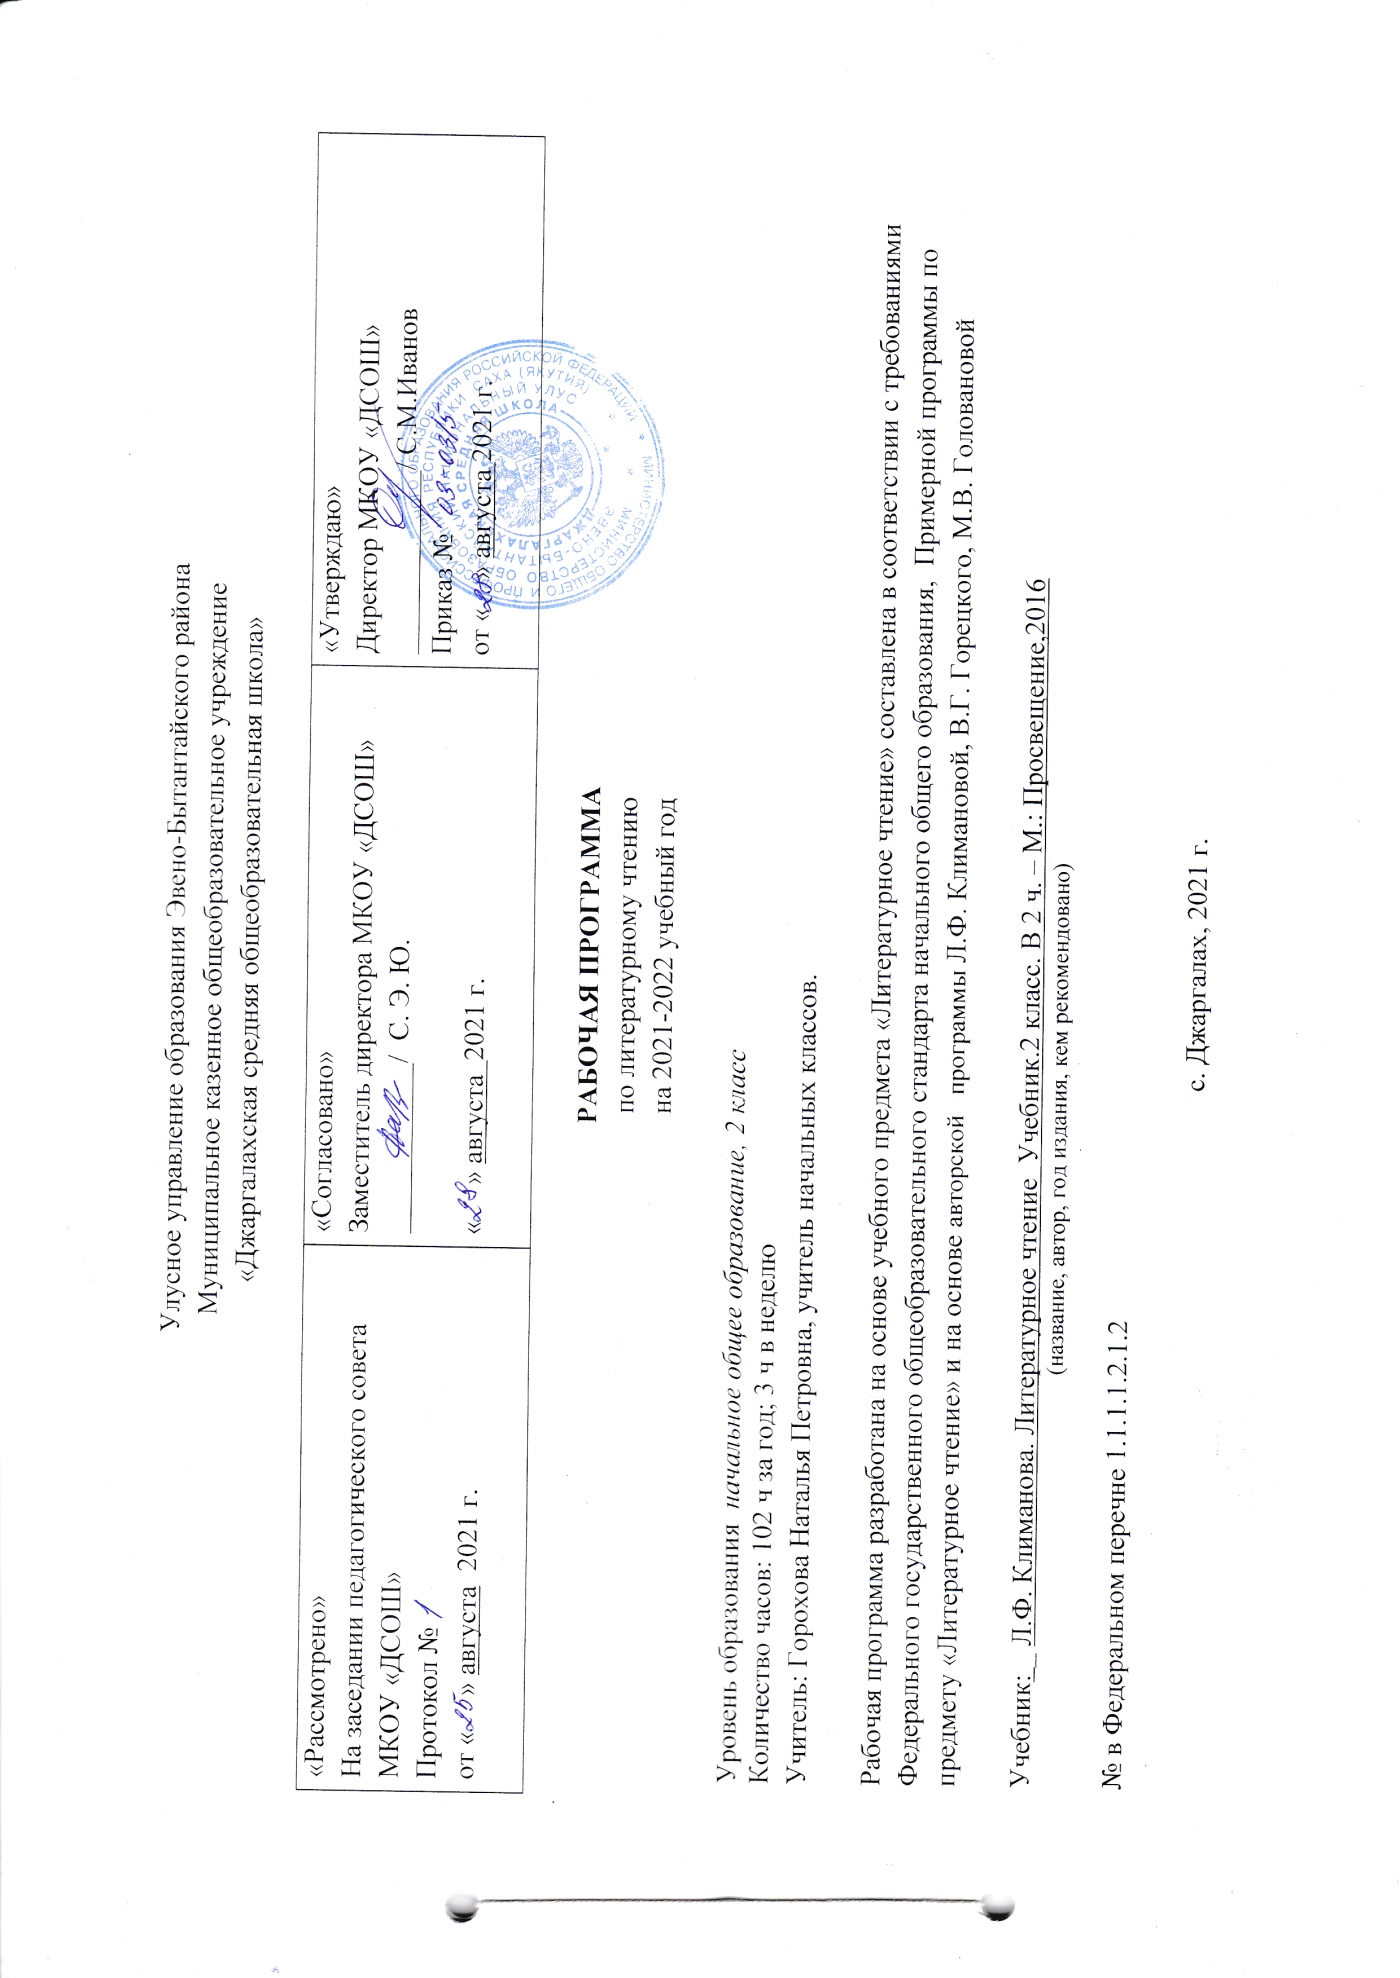 Улусное управление образования Эвено-Бытантайского района
Муниципальное казенное общеобразовательное учреждение
«Джаргалахская средняя общеобразовательная школа»
«Рассмотрено»
На заседании педагогического совета
МКОУ «ДСОШ»
Протокол № 1
от «25» августа 2021 г.
«Согласовано»
Заместитель директора МКОУ «ДСОШ»
/ С. Э. Ю.
«28» августа 2021 г.
«Утверждаю»
Директор МКОУ «ДСОШ»
/ С.М.Иванов
Приказ №
от «28» августа 2021 г.
РАБОЧАЯ ПРОГРАММА
по литературному чтению
на 2021-2022 учебный год
Уровень образования начальное общее образование, 2 класс
Количество часов: 102 ч за год; 3 ч в неделю
Учитель: Горохова Наталья Петровна, учитель начальных классов.
Рабочая программа разработана на основе учебного предмета «Литературное чтение» составлена в соответствии с требованиями
Федерального государственного общеобразовательного стандарта начального общего образования, Примерной программы по
предмету «Литературное чтение» и на основе авторской программы Л.Ф. Климановой, В.Г. Горецкого, М.В. Головановой
Учебник:__ Л.Ф. Климанова. Литературное чтение Учебник.2 класс. В 2 ч. – М.: Просвещение,2016
(название, автор, год издания, кем рекомендовано)
№ в Федеральном перечне 1.1.1.1.2.1.2
с. Джаргалах, 2021 г.